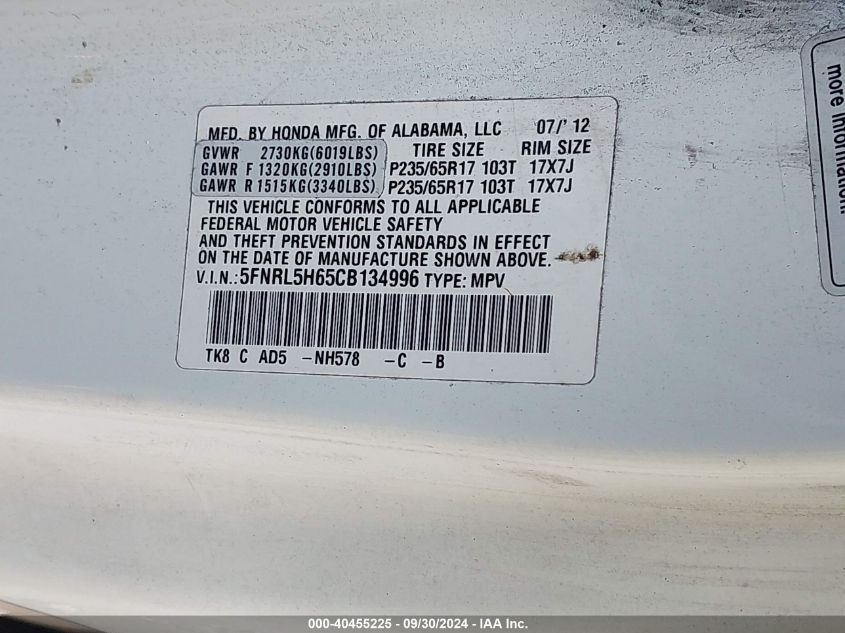 MFD. BY HONDA MFG. OF ALABAMA, LLC 07/' 12
GVWR 2730KG(6019LBS) TIRE SIZE RIM SIZE
GAWR F 1320KG(2910LBS) P235/65R17 103T 17X7J
GAWR R 1515KG(3340LBS) P235/65R17 103T 17X7J
THIS VEHICLE CONFORMS TO ALL APPLICABLE
FEDERAL MOTOR VEHICLE SAFETY
AND THEFT PREVENTION STANDARDS IN EFFECT
ON THE DATE OF MANUFACTURE SHOWN ABOVE.
V.I.N.: 5FNRL5H65CB134996 TYPE: MPV
TK8 C AD5 -NH578 -C -B
more information.
000-40455225 - 09/30/2024 - IAA Inc.